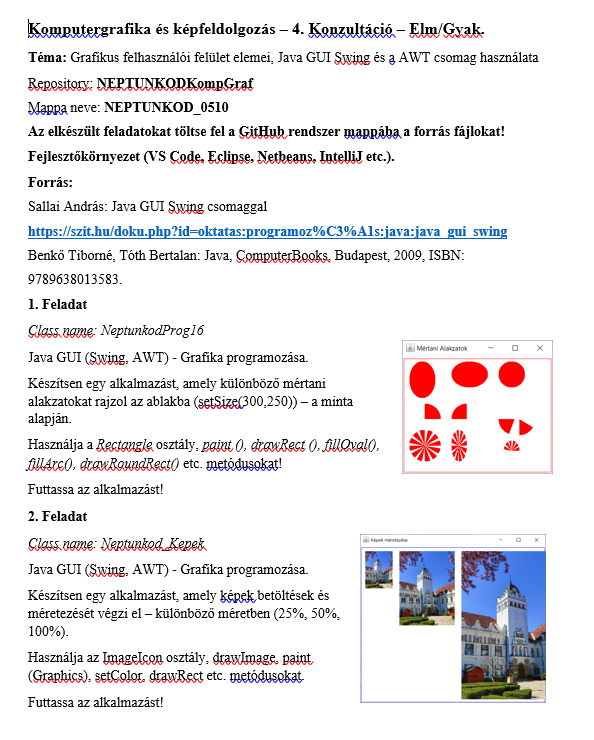 Komputergrafika és képfeldolgozás – 4. Konzultáció – Elm/Gyak.
Téma: Grafikus felhasználói felület elemei, Java GUI Swing és a AWT csomag használata
Repository: NEPTUNKODKompGraf
Mappa neve: NEPTUNKOD_0510
Az elkészült feladatokat töltse fel a GitHub rendszer mappába a forrás fájlokat!
Fejlesztőkörnyezet (VS Code, Eclipse, Netbeans, IntelliJ etc.).
Forrás:
Sallai András: Java GUI Swing csomaggal
https://szit.hu/doku.php?id=oktatas:programoz%C3%A1s:java:java_gui_swing
Benkő Tiborné, Tóth Bertalan: Java, ComputerBooks, Budapest, 2009, ISBN:
9789638013583.
1. Feladat
Class name: NeptunkodProg16
Mértani Alakzatok
Java GUI (Swing, AWT) - Grafika programozása.
Készítsen egy alkalmazást, amely különböző mértani
alakzatokat rajzol az ablakba (setSize(300,250)) – a minta
alapján.
Használja a Rectangle osztály, paint (), drawRect (), fillOval(),
fillArc(), drawRoundRect() etc. metódusokat!
Futtassa az alkalmazást!
2. Feladat
Class name: Neptunkod_Kepek
Képek méretezése
Java GUI (Swing, AWT) - Grafika programozása.
Készítsen egy alkalmazást, amely képek betöltések és
méretezését végzi el – különböző méretben (25%, 50%,
100%).
Használja az ImageIcon osztály, drawImage, paint
(Graphics), setColor, drawRect etc. metódusokat.
Futtassa az alkalmazást!